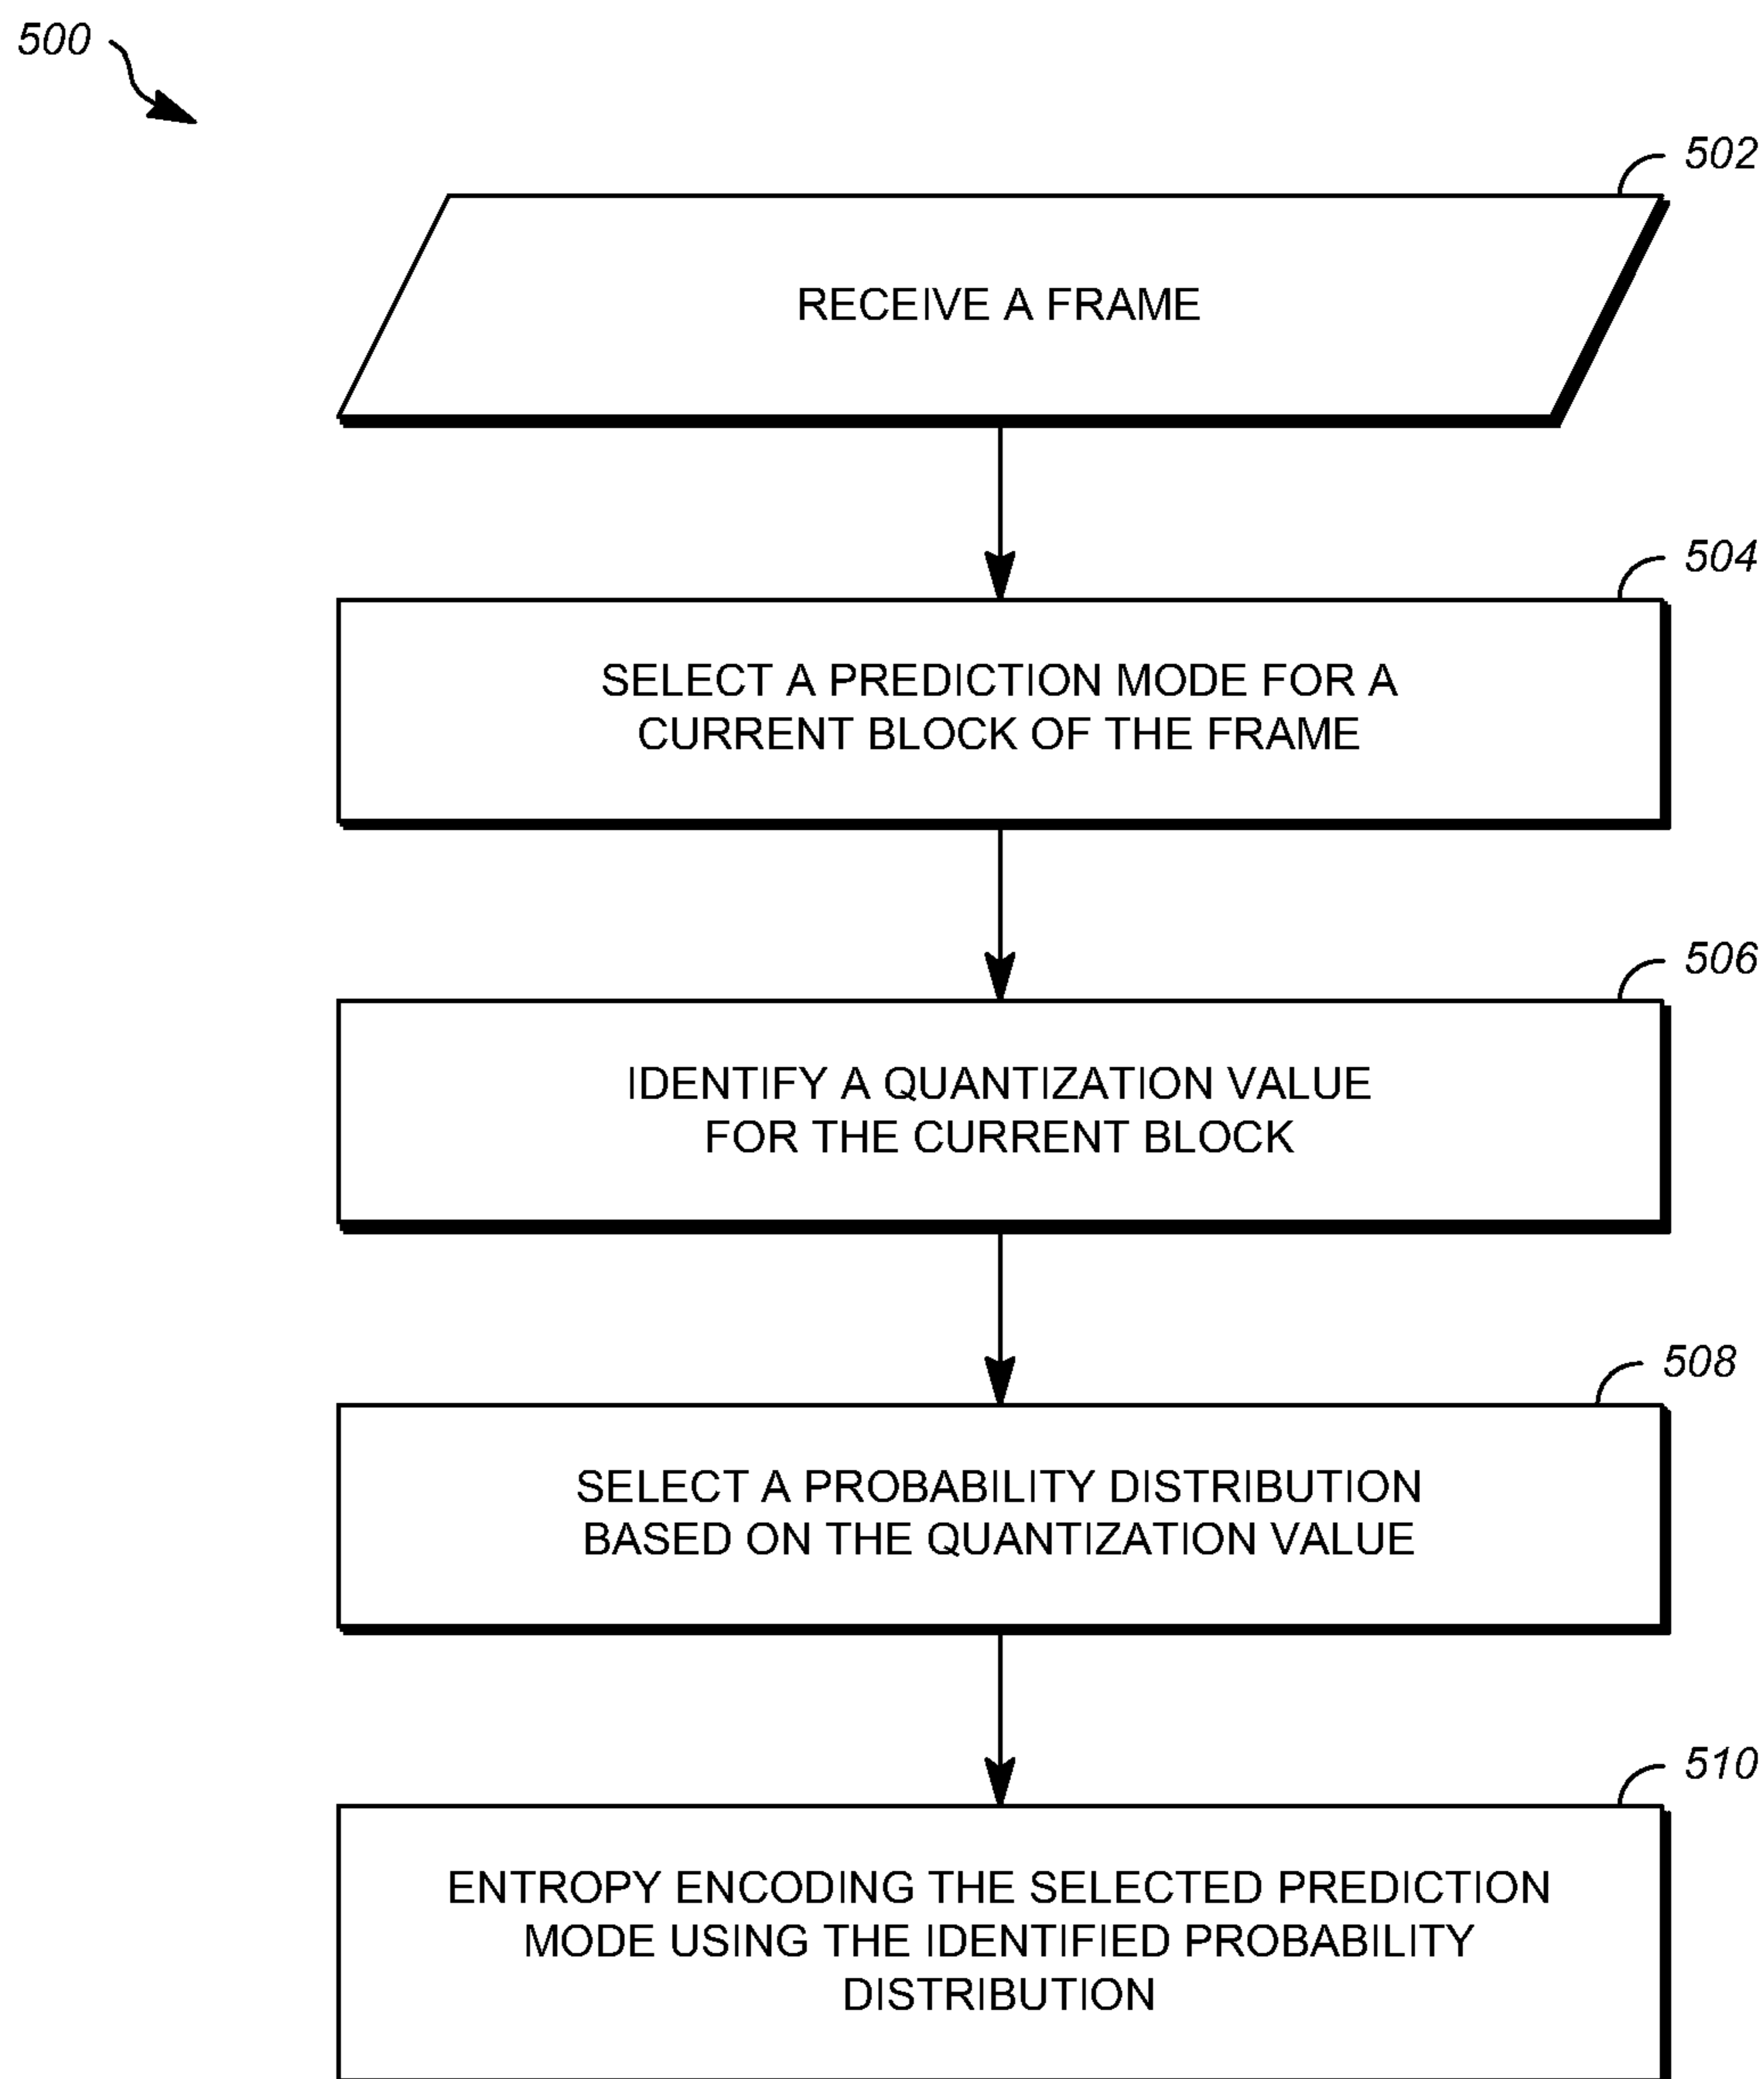 500
502
RECEIVE A FRAME
504
SELECT A PREDICTION MODE FOR A
CURRENT BLOCK OF THE FRAME
506
IDENTIFY A QUANTIZATION VALUE
FOR THE CURRENT BLOCK
508
SELECT A PROBABILITY DISTRIBUTION
BASED ON THE QUANTIZATION VALUE
510
ENTROPY ENCODING THE SELECTED PREDICTION
MODE USING THE IDENTIFIED PROBABILITY
DISTRIBUTION